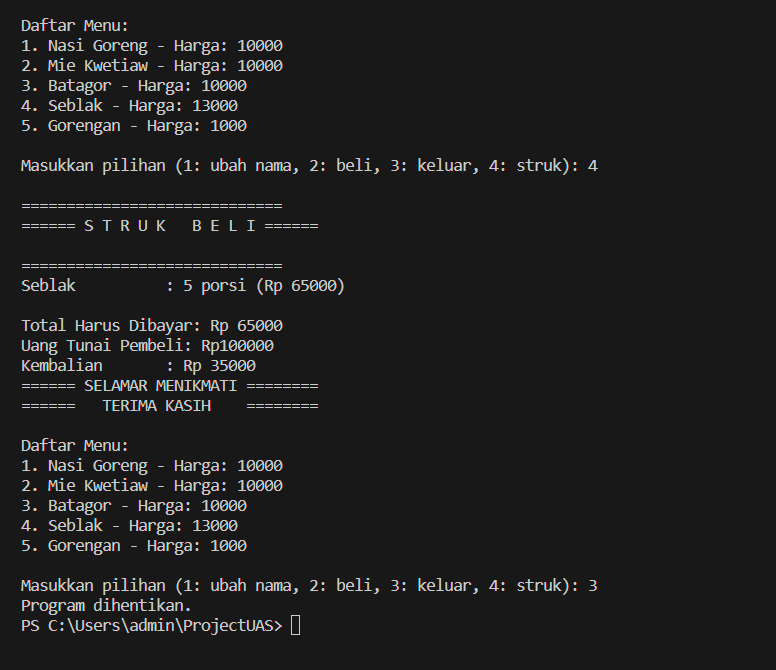 Daftar Menu:
1. Nasi Goreng - Harga: 10000
2. Mie Kwetiaw - Harga: 10000
3. Batagor - Harga: 10000
4. Seblak - Harga: 13000
5. Gorengan - Harga: 1000
Masukkan pilihan (1: ubah nama, 2: beli, 3: keluar, 4: struk): 4
=============================
====== S T R U K   B E L I ======
=============================
Seblak          : 5 porsi (Rp 65000)
Total Harus Dibayar: Rp 65000
Uang Tunai Pembeli: Rp100000
Kembalian       : Rp 35000
====== SELAMAR MENIKMATI ========
======   TERIMA KASIH    ========
Daftar Menu:
1. Nasi Goreng - Harga: 10000
2. Mie Kwetiaw - Harga: 10000
3. Batagor - Harga: 10000
4. Seblak - Harga: 13000
5. Gorengan - Harga: 1000
Masukkan pilihan (1: ubah nama, 2: beli, 3: keluar, 4: struk): 3
Program dihentikan.
PS C:\Users\admin\ProjectUAS>